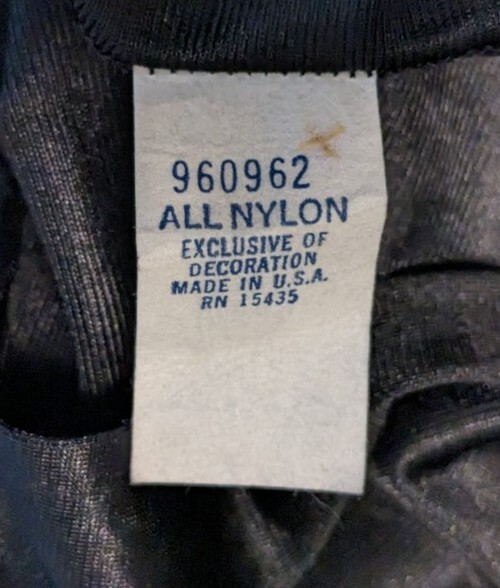 960962
ALL NYLON
EXCLUSIVE OF
DECORATION
MADE IN U.S.A.
RN 15435